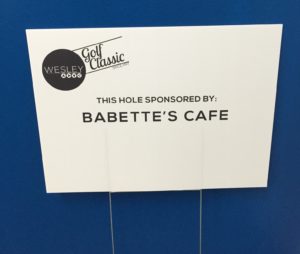 WESLEY
Golf
Classic
THIS HOLE SPONSORED BY:
BABETTE'S CAFE